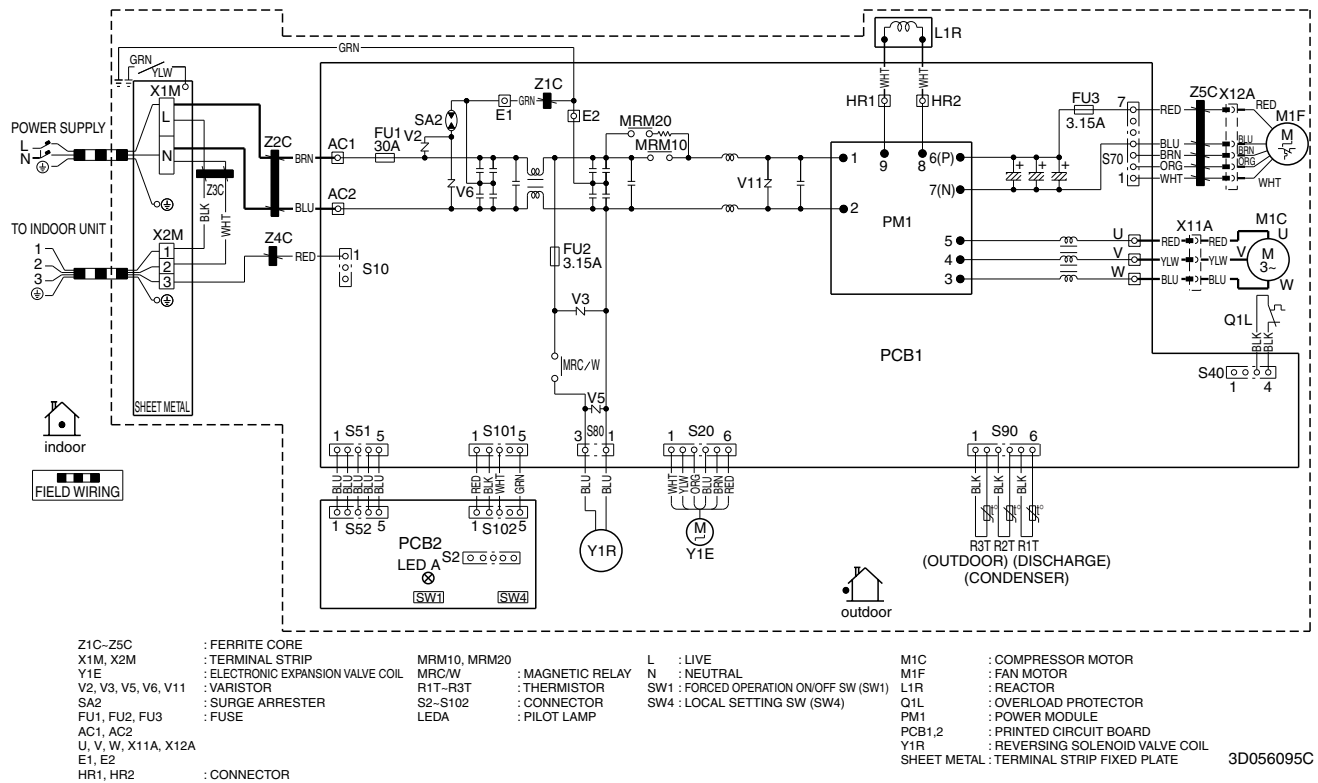 L1R
GRN
GRN
YLW
WHT
WHT
X1M
L
N
POWER SUPPLY
L
N
Z2C
Z3C
BLK
WHT
BRN
BLU
AC1
AC2
FU1
30A
V2
SA2
E1
GRN
Z1C
E2
V6
MRM20
MRM10
V11
HR1
HR2
1
2
9
8
6(P)
7(N)
PM1
5
4
3
FU3
3.15A
7
S70
1
RED
BLU
BRN
ORG
WHT
Z5C
X12A
RED
BLU
BRN
ORG
WHT
M1F
M
TO INDOOR UNIT
1
2
3
X2M
1
2
3
Z4C
RED
1
S10
SHEET METAL
FU2
3.15A
V3
MRC/W
V5
U
V
W
RED
YLW
BLU
X11A
RED
YLW
BLU
M1C
U
V
W
M
3~
Q1L
BLK
BLK
S40
1 4
PCB1
indoor
FIELD WIRING
1 S51 5
BLU
BLU
BLU
BLU
BLU
1 S52 5
1 S101 5
RED
BLK
WHT
GRN
1 S102 5
3 S80 1
BLU
BLU
Y1R
1 S20 6
WHT
YLW
ORG
BLU
BRN
RED
M
Y1E
1 S90 6
BLK
BLK
BLK
t°
t°
t°
R3T R2T R1T
(OUTDOOR) (DISCHARGE)
(CONDENSER)
PCB2
LED A
S2
SW1
SW4
outdoor
Z1C~Z5C : FERRITE CORE
X1M, X2M : TERMINAL STRIP
Y1E : ELECTRONIC EXPANSION VALVE COIL
V2, V3, V5, V6, V11 : VARISTOR
SA2 : SURGE ARRESTER
FU1, FU2, FU3 : FUSE
AC1, AC2
U, V, W, X11A, X12A
E1, E2
HR1, HR2 : CONNECTOR
MRM10, MRM20
MRC/W : MAGNETIC RELAY
R1T~R3T : THERMISTOR
S2~S102 : CONNECTOR
LEDA : PILOT LAMP
L : LIVE
N : NEUTRAL
SW1 : FORCED OPERATION ON/OFF SW (SW1)
SW4 : LOCAL SETTING SW (SW4)
M1C : COMPRESSOR MOTOR
M1F : FAN MOTOR
L1R : REACTOR
Q1L : OVERLOAD PROTECTOR
PM1 : POWER MODULE
PCB1,2 : PRINTED CIRCUIT BOARD
Y1R : REVERSING SOLENOID VALVE COIL
SHEET METAL : TERMINAL STRIP FIXED PLATE
3D056095C